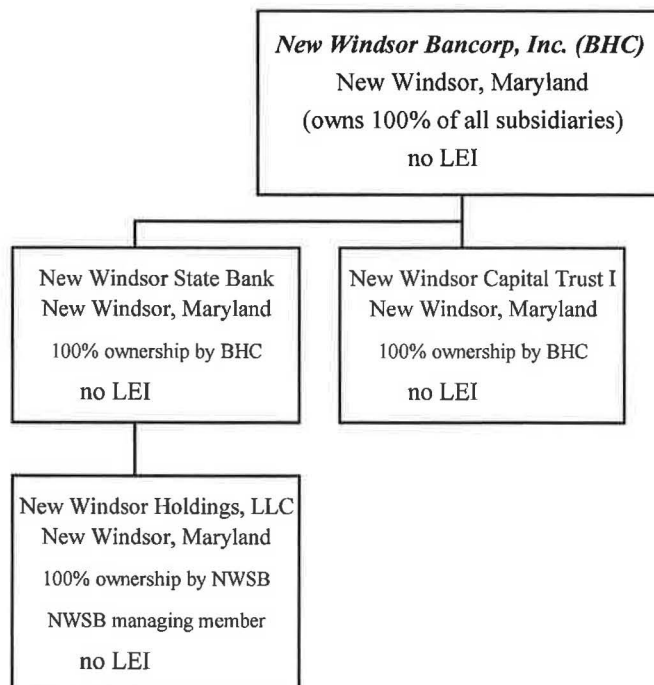 New Windsor Bancorp, Inc. (BHC)
New Windsor, Maryland
(owns 100% of all subsidiaries)
no LEI
New Windsor State Bank
New Windsor, Maryland
100% ownership by BHC
no LEI
New Windsor Capital Trust I
New Windsor, Maryland
100% ownership by BHC
no LEI
New Windsor Holdings, LLC
New Windsor, Maryland
100% ownership by NWSB
NWSB managing member
no LEI